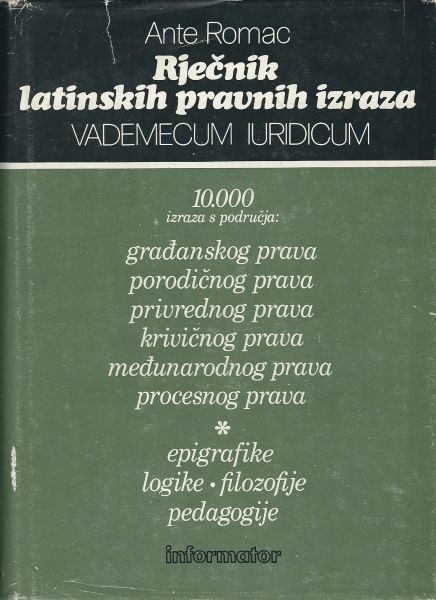 Ante Romac
Rječnik
latinskih pravnih izraza
VADEMECUM IURIDICUM
10.000
izraza s područja:
građanskog prava
porodičnog prava
privrednog prava
krivičnog prava
međunarodnog prava
procesnog prava
*
epigrafike
logike • filozofije
pedagogije
informator